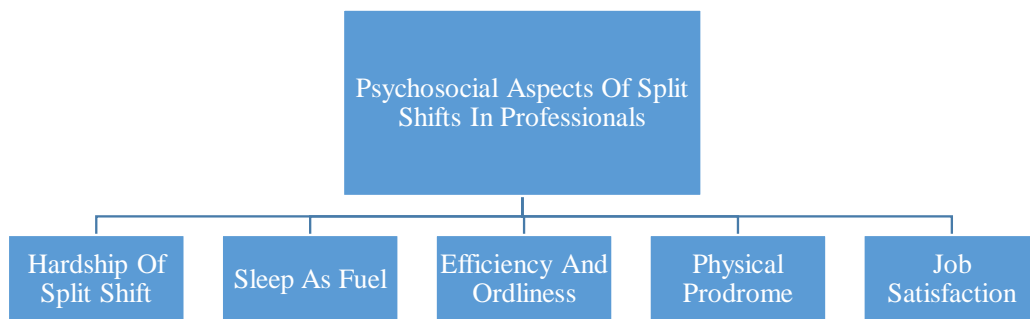 Psychosocial Aspects Of Split
Shifts In Professionals
Hardship Of
Split Shift
Sleep As Fuel
Efficiency And
Ordliness
Physical
Prodrome
Job
Satisfaction